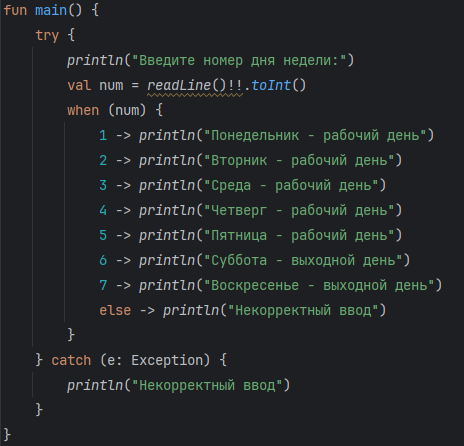 fun main() {
    try {
        println("Введите номер дня недели:")
        val num = readLine()!!.toInt()
        when (num) {
            1 -> println("Понедельник - рабочий день")
            2 -> println("Вторник - рабочий день")
            3 -> println("Среда - рабочий день")
            4 -> println("Четверг - рабочий день")
            5 -> println("Пятница - рабочий день")
            6 -> println("Суббота - выходной день")
            7 -> println("Воскресенье - выходной день")
            else -> println("Некорректный ввод")
        }
    } catch (e: Exception) {
        println("Некорректный ввод")
    }
}